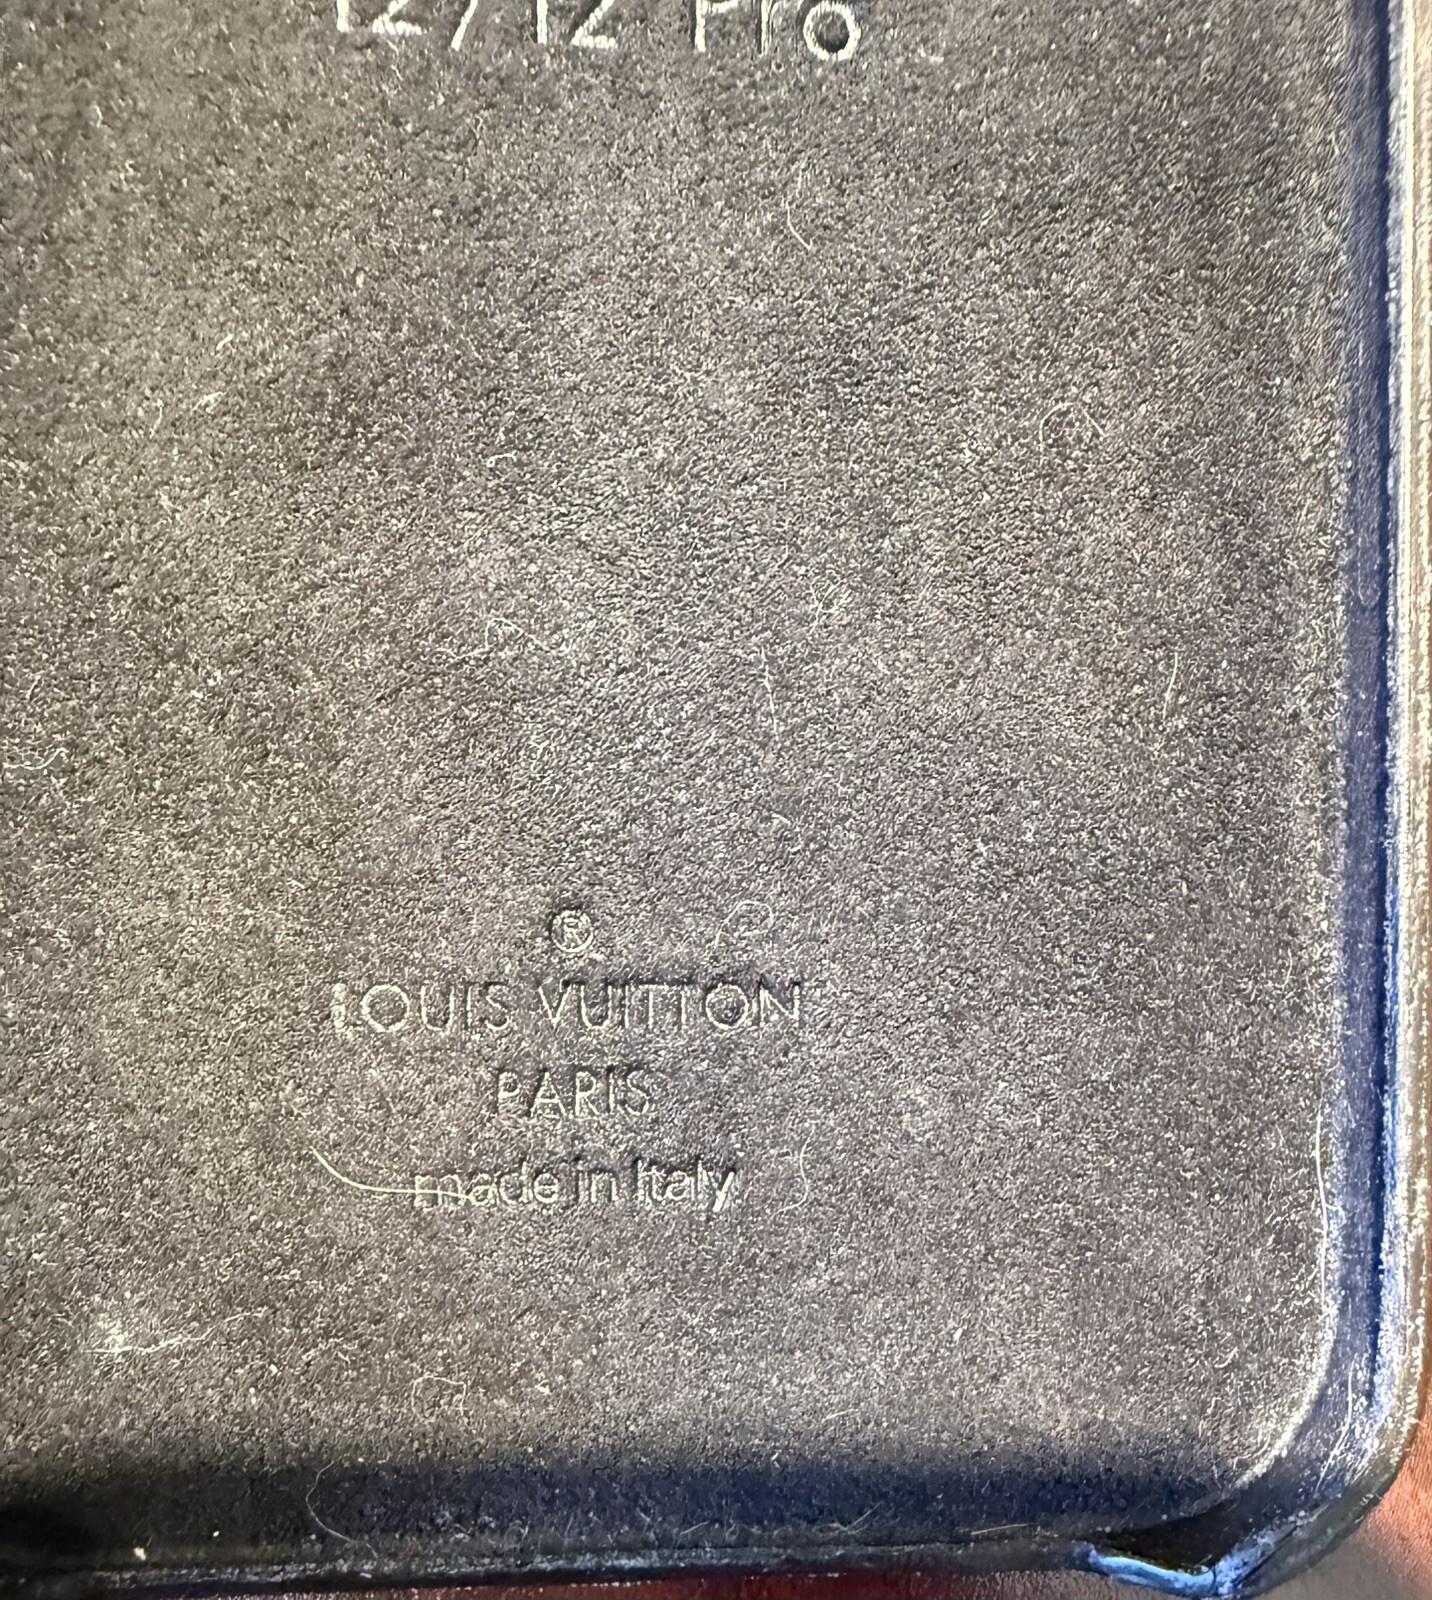 12/12 Pro
®
LOUIS VUITTON
PARIS
made in Italy